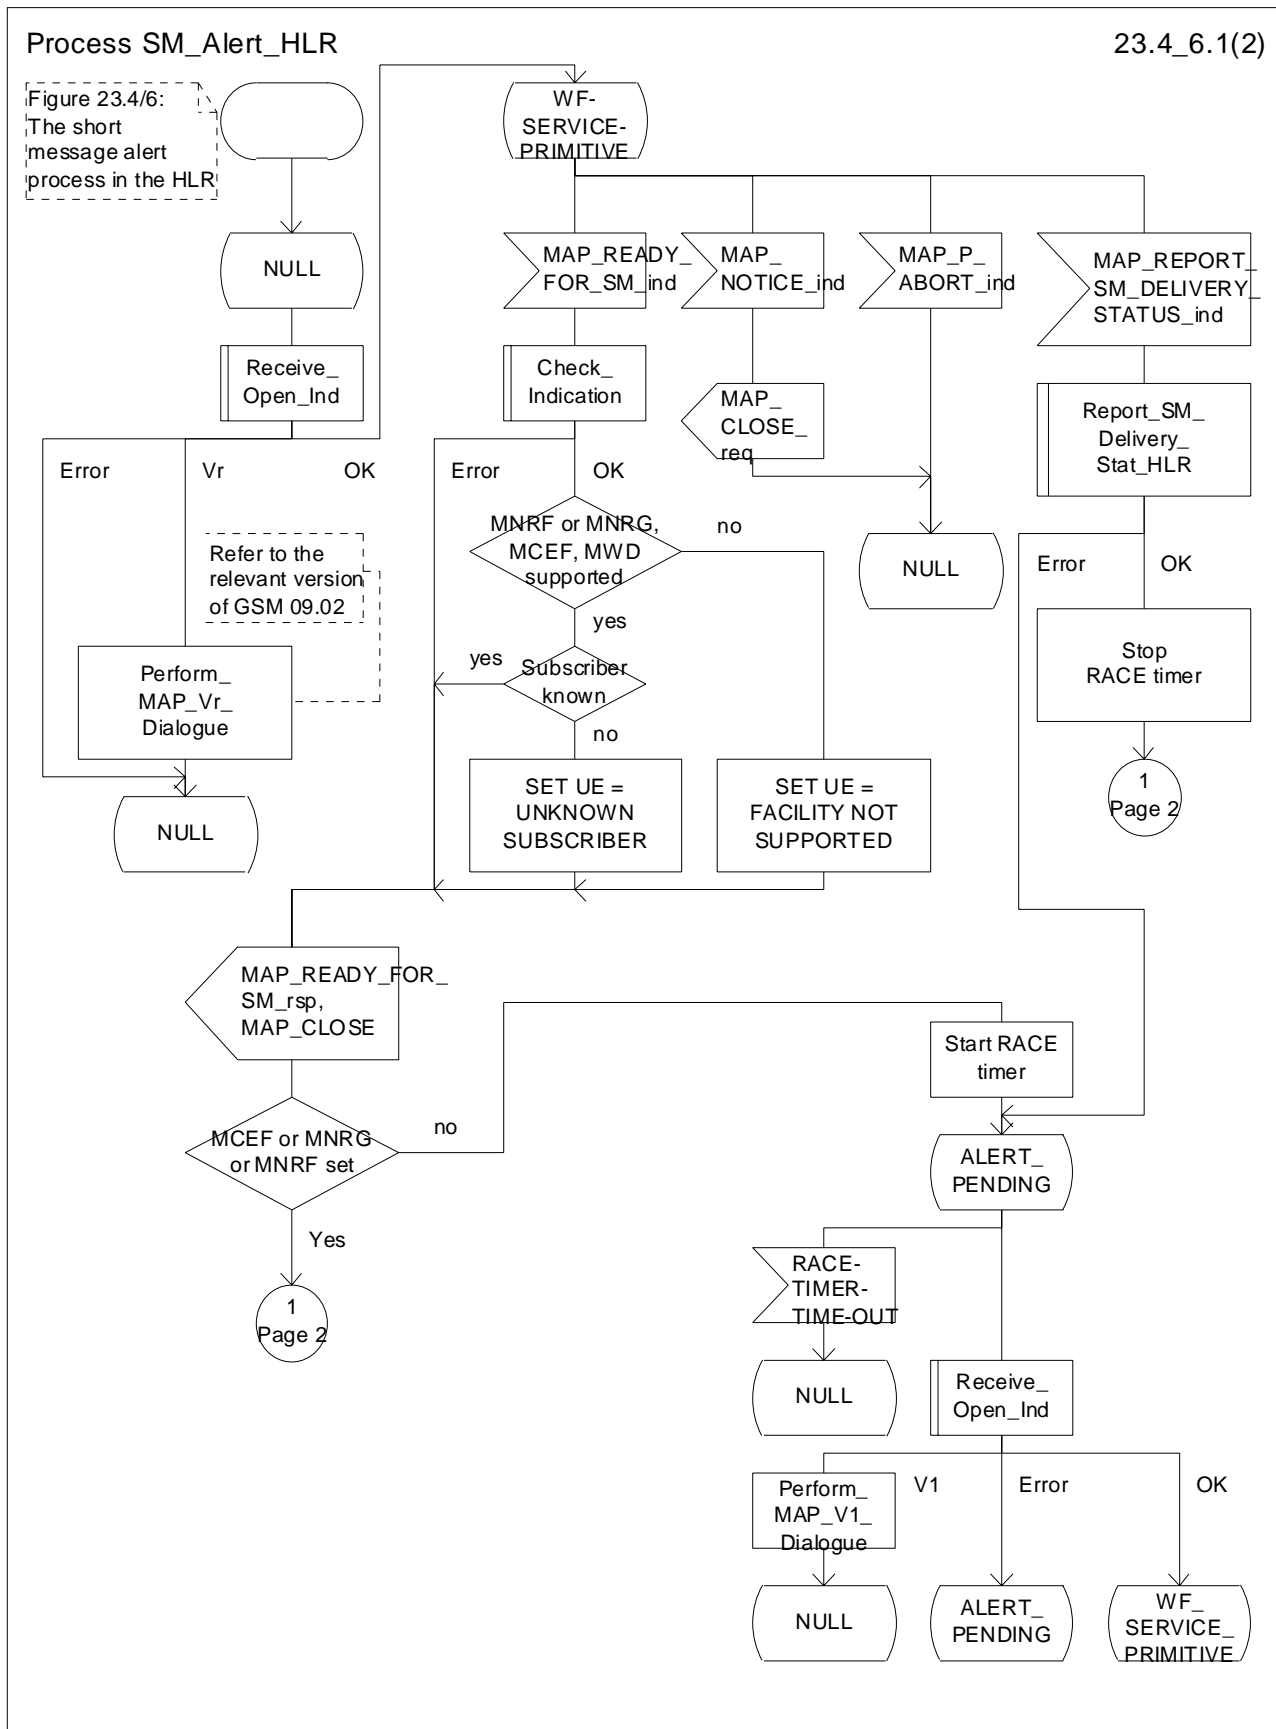 Process SM_Alert_HLR
23.4_6.1(2)
Figure 23.4/6:
The short
message alert
process in the HLR
WF-
SERVICE-
PRIMITIVE
NULL
MAP_READY_
FOR_SM_ind
MAP_
NOTICE_ind
MAP_P_
ABORT_ind
MAP_REPORT_
SM_DELIVERY_
STATUS_ind
Receive_
Open_Ind
Check_
Indication
MAP_
CLOSE_
req
Report_SM_
Delivery_
Stat_HLR
Error
Vr
OK
Error
OK
MNRF or MNRG,
MCEF, MWD
supported
no
NULL
Error
OK
Refer to the
relevant version
of GSM 09.02
yes
yes
Subscriber
known
no
Stop
RACE timer
Perform_
MAP_Vr_
Dialogue
SET UE =
UNKNOWN
SUBSCRIBER
SET UE =
FACILITY NOT
SUPPORTED
1
Page 2
NULL
MAP_READY_FOR_
SM_rsp,
MAP_CLOSE
Start RACE
timer
MCEF or MNRG
or MNRF set
no
ALERT_
PENDING
Yes
1
Page 2
RACE-
TIMER-
TIME-OUT
NULL
Receive_
Open_Ind
Perform_
MAP_V1_
Dialogue
V1
Error
OK
NULL
ALERT_
PENDING
WF_
SERVICE_
PRIMITIVE